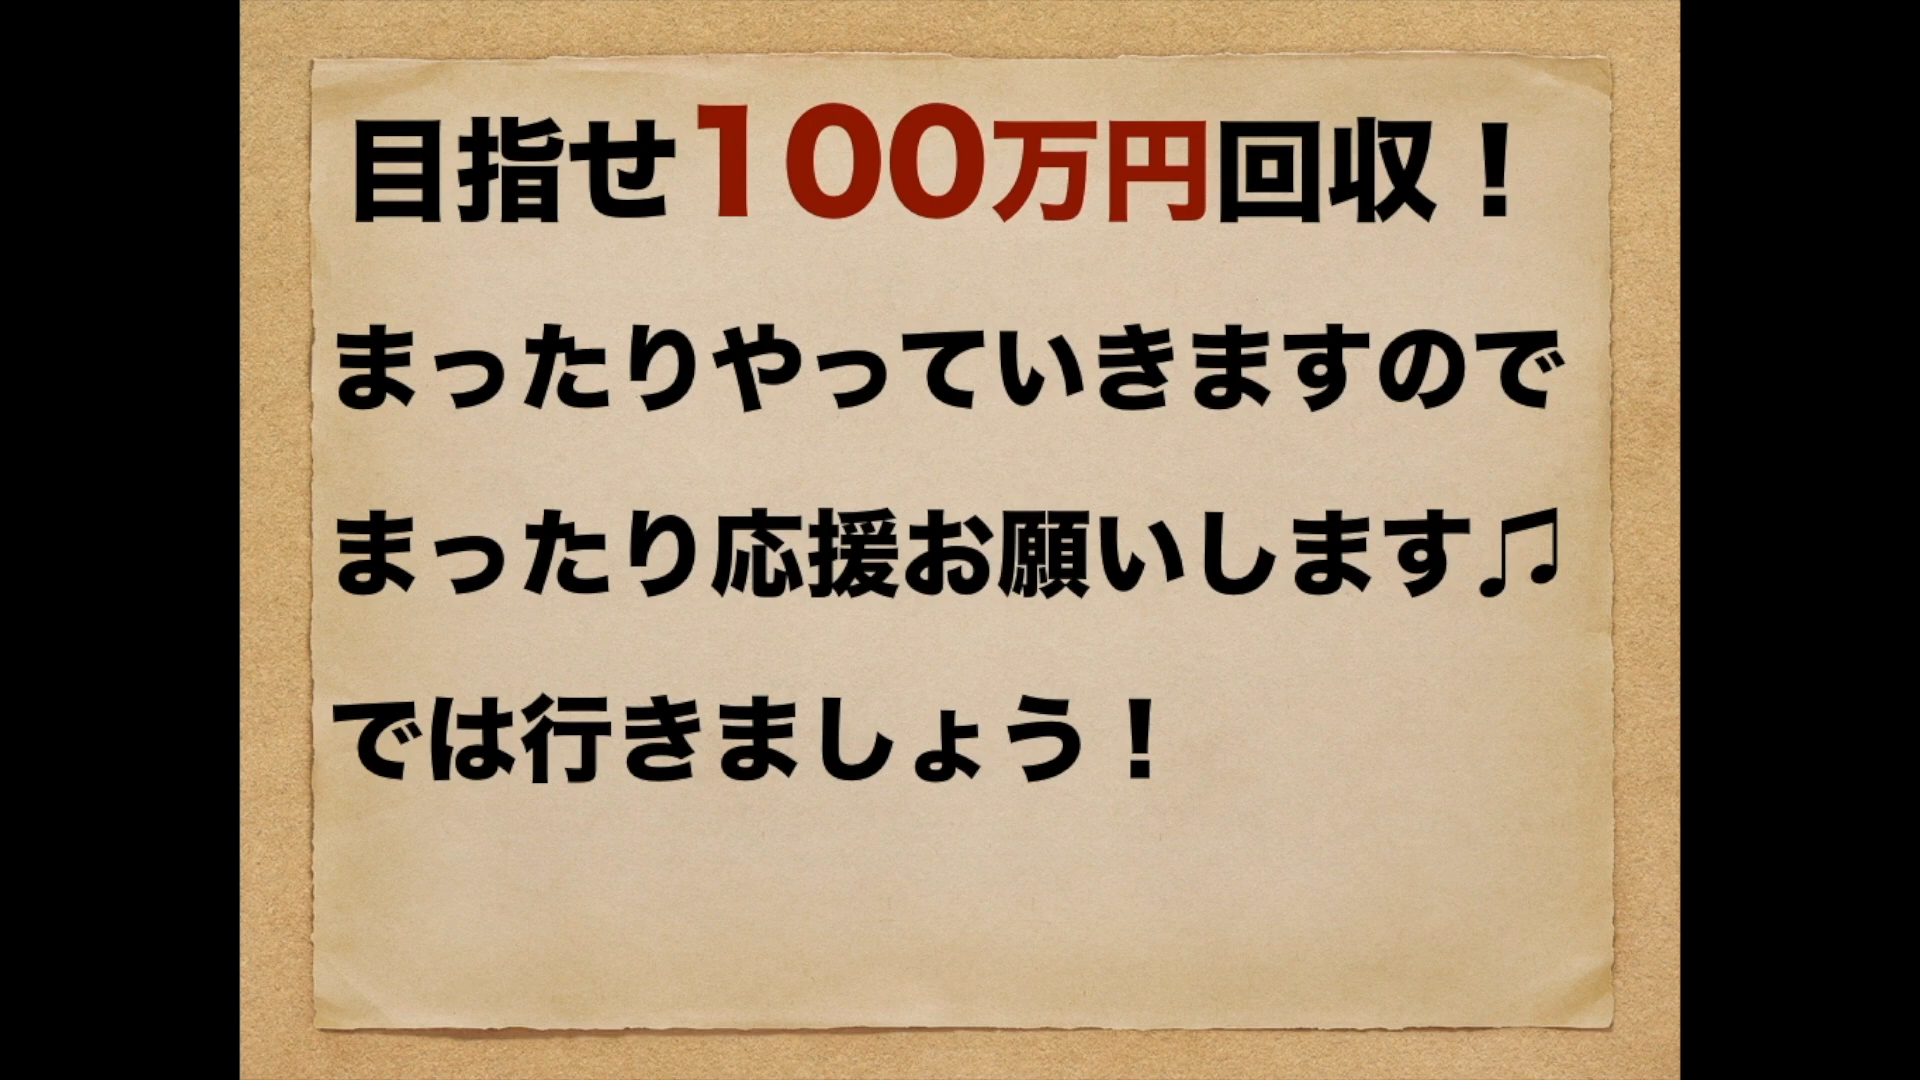 目指せ100万円回収！
まったりやっていきますので
まったり応援お願いします♫
では行きましょう！